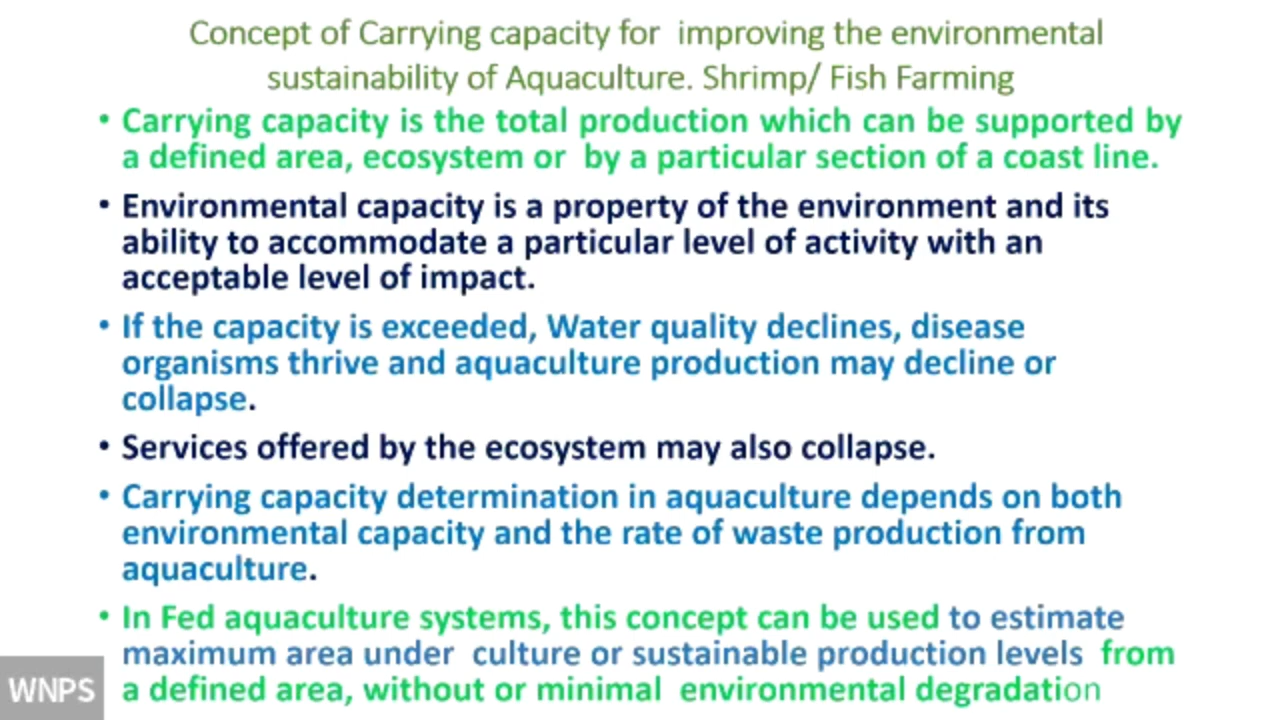 Concept of Carrying capacity for improving the environmental
sustainability of Aquaculture. Shrimp/ Fish Farming
• Carrying capacity is the total production which can be supported by
a defined area, ecosystem or by a particular section of a coast line.
• Environmental capacity is a property of the environment and its
ability to accommodate a particular level of activity with an
acceptable level of impact.
• If the capacity is exceeded, Water quality declines, disease
organisms thrive and aquaculture production may decline or
collapse.
• Services offered by the ecosystem may also collapse.
• Carrying capacity determination in aquaculture depends on both
environmental capacity and the rate of waste production from
aquaculture.
• In Fed aquaculture systems, this concept can be used to estimate
maximum area under culture or sustainable production levels from
a defined area, without or minimal environmental degradation
WNPS